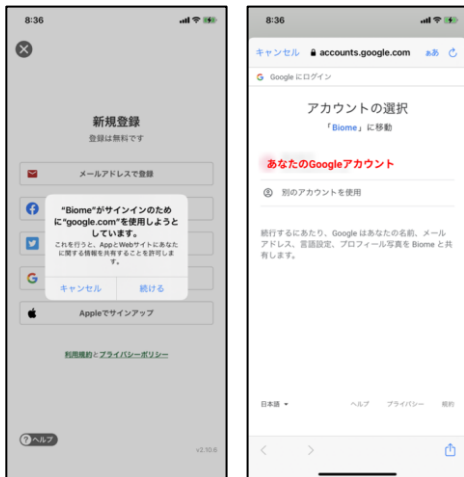 8:36
新規登録
登録は無料です
メールアドレスで登録
"Biome"がサインインのため
に"google.com"を使用しようと
しています。
これを行うと、AppとWebサイトにあなた
に関する情報を共有することを許可しま
す。
キャンセル 続ける
Appleでサインアップ
利用規約とプライバシーポリシー
?ヘルプ
v2.10.6
8:36
キャンセル accounts.google.com ぁあ
G Google にログイン
アカウントの選択
「Biome」に移動
あなたのGoogleアカウント
別のアカウントを使用
続行するにあたり、Google はあなたの名前、メール
アドレス、言語設定、プロフィール写真を Biome と共
有します。
日本語 ヘルプ プライバシー 規約